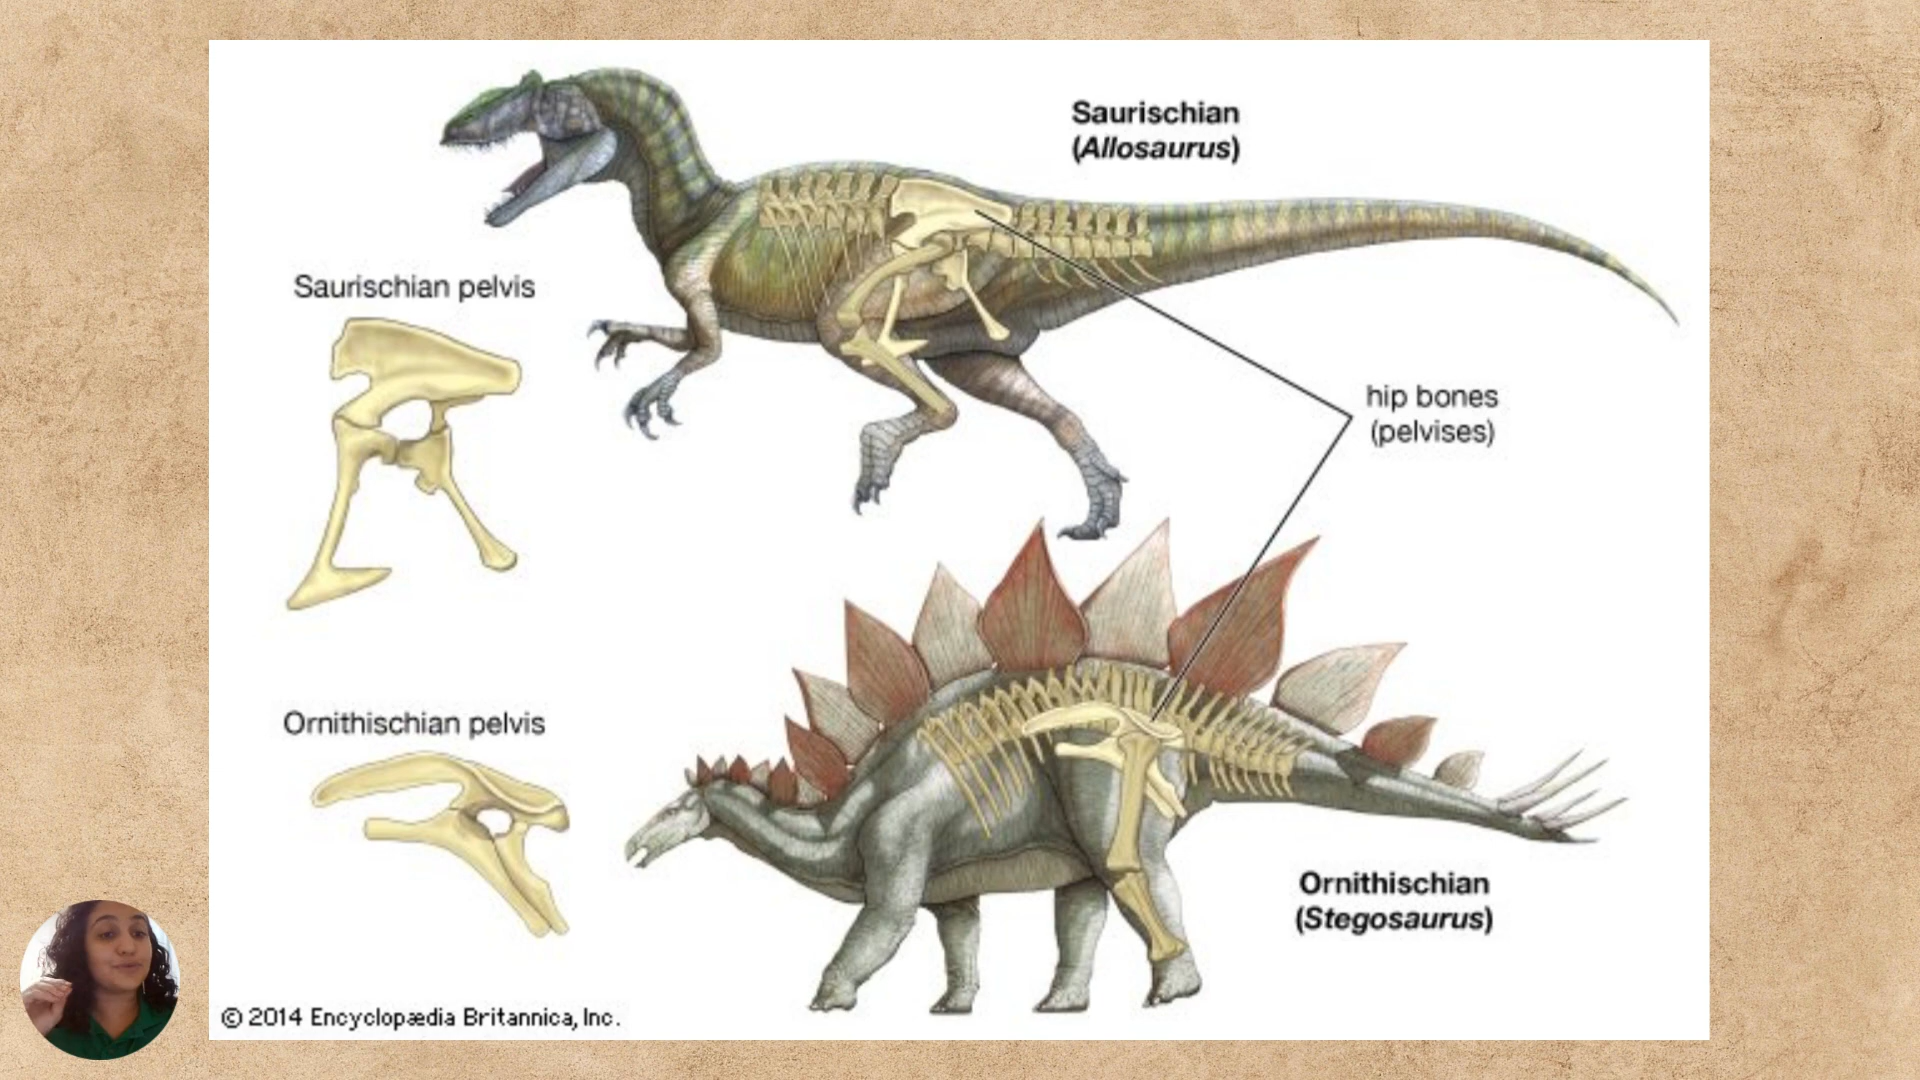 Saurischian
(Allosaurus)
Saurischian pelvis
hip bones
(pelvises)
Ornithischian pelvis
Ornithischian
(Stegosaurus)
© 2014 Encyclopædia Britannica, Inc.